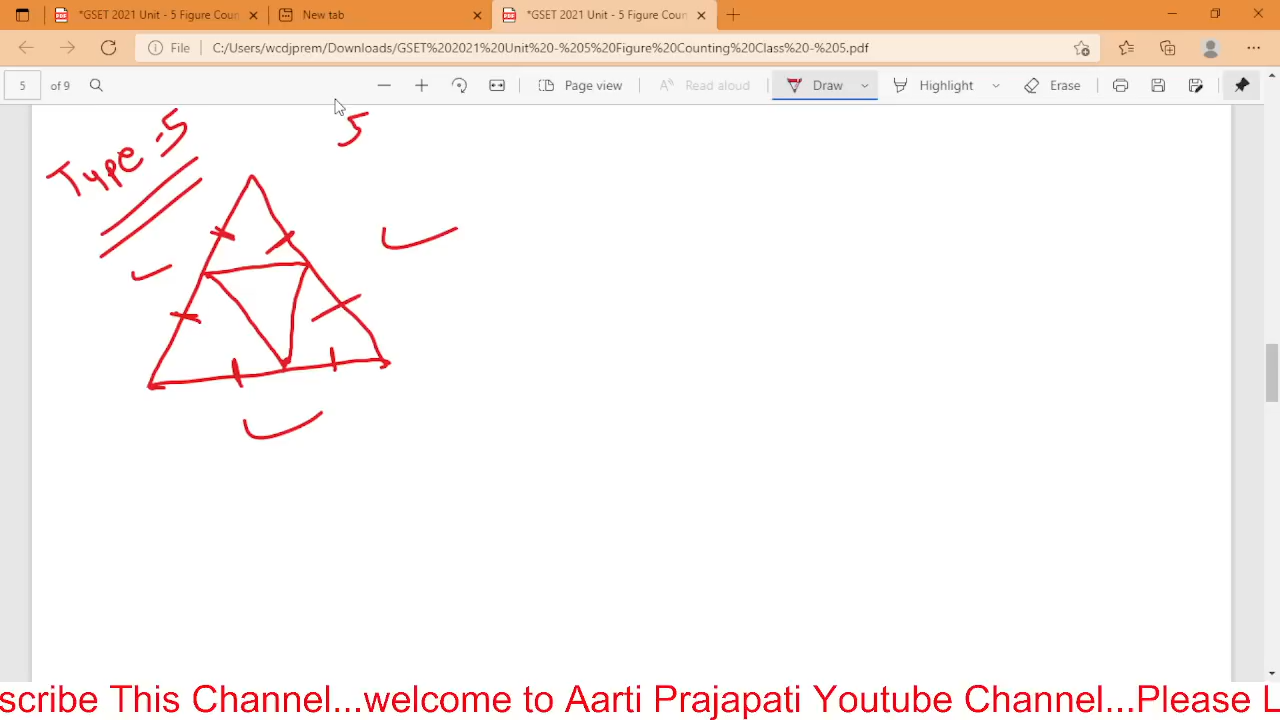 *GSET 2021 Unit - 5 Figure Coun
New tab
*GSET 2021 Unit - 5 Figure Coun
File
C:/Users/wcdjprem/Downloads/GSET%202021%20Unit%20-%205%20Figure%20Counting%20Class%20-%205.pdf
5 of 9
Page view
Read aloud
Draw
Highlight
Erase
Type-5
5
scribe This Channel...welcome to Aarti Prajapati Youtube Channel...Please L